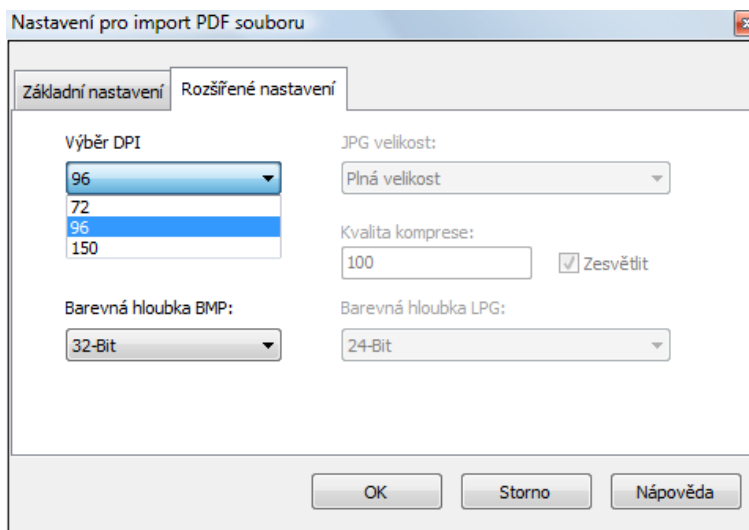 Nastavení pro import PDF souboru
Základní nastavení
Rozšířené nastavení
Výběr DPI
96
72
96
150
JPG velikost:
Plná velikost
Kvalita komprese:
100
Zesvětlit
Barevná hloubka BMP:
32-Bit
Barevná hloubka LPG:
24-Bit
OK
Storno
Nápověda